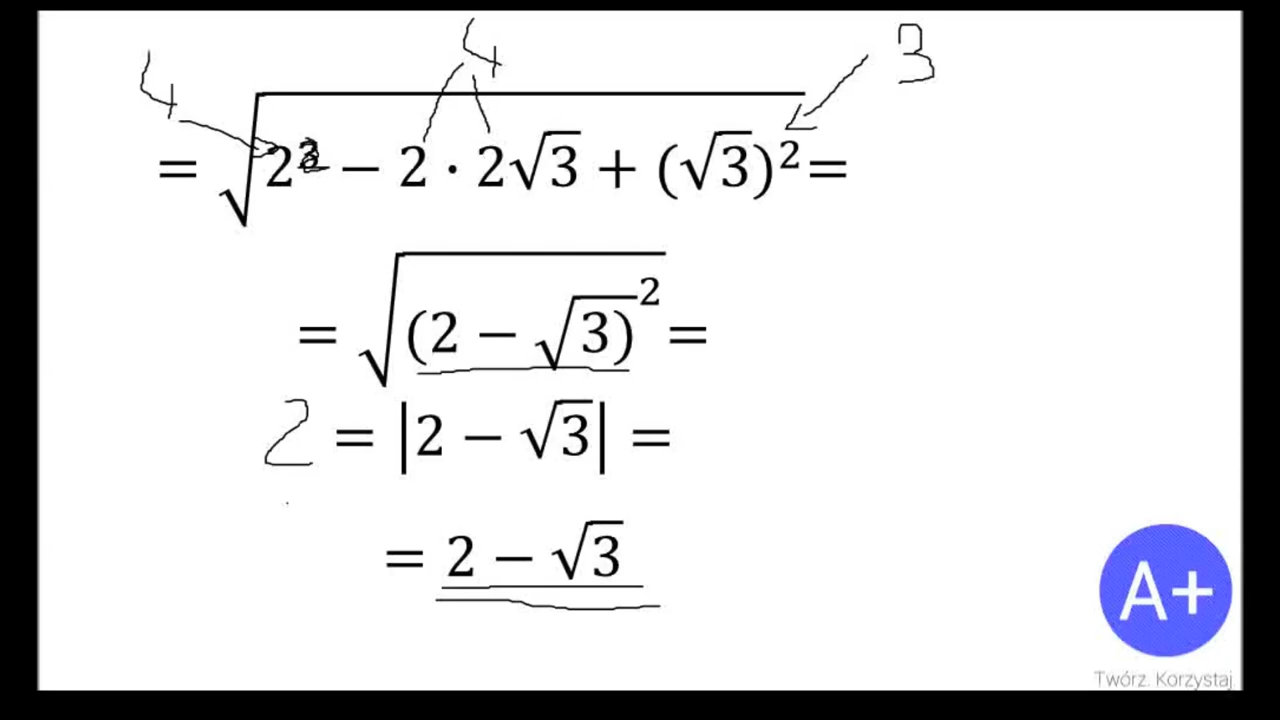 4 4 3
= √(2² − 2 · 2√3 + (√3)²) =
= √((2 − √3)²) =
2 = |2 − √3| =
= 2 − √3
A+
Twórz. Korzystaj.